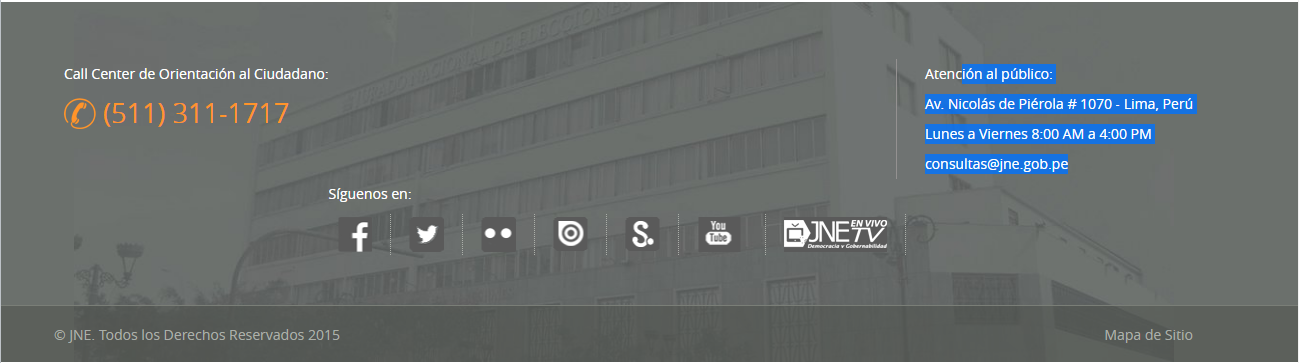 Call Center de Orientación al Ciudadano:
(511) 311-1717
Atención al público:
Av. Nicolás de Piérola # 1070 - Lima, Perú
Lunes a Viernes 8:00 AM a 4:00 PM
consultas@jne.gob.pe
Síguenos en:
You
Tube
EN VIVO
JNE TV
Democracia y Gobernabilidad
© JNE. Todos los Derechos Reservados 2015
Mapa de Sitio